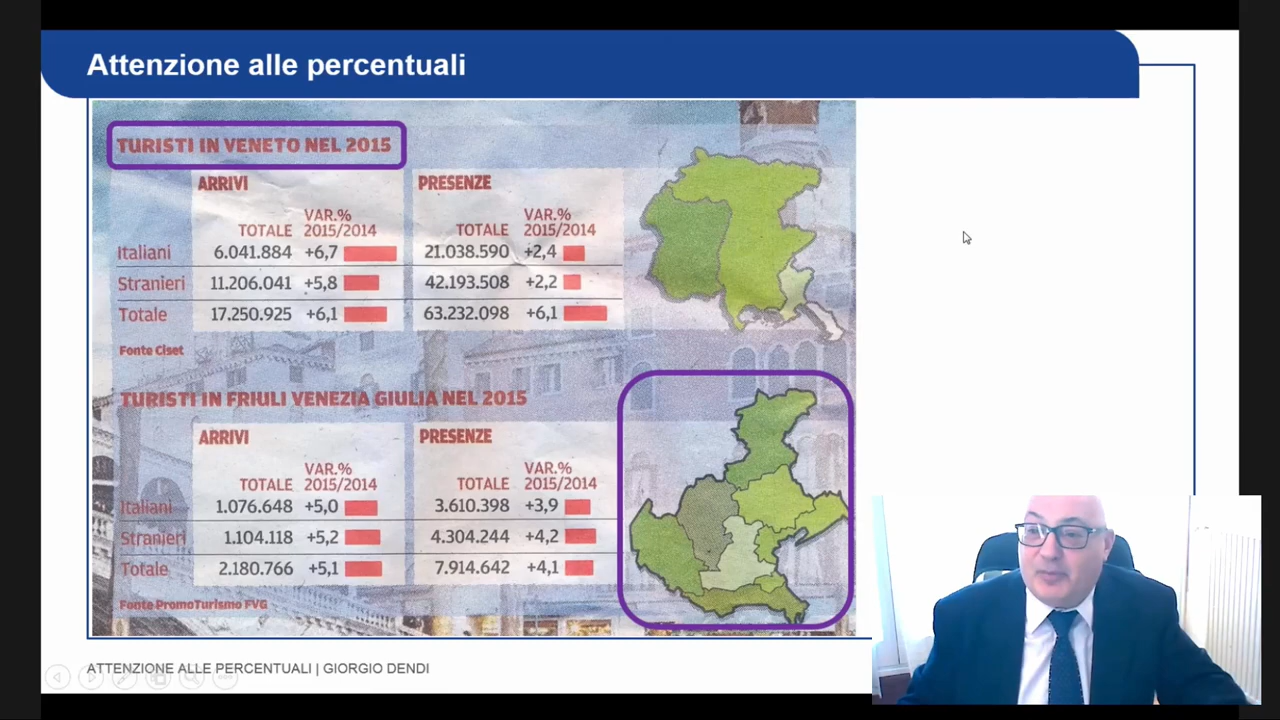 Attenzione alle percentuali
TURISTI IN VENETO NEL 2015
ARRIVI PRESENZE
TOTALE VAR.% 2015/2014 TOTALE VAR.% 2015/2014
Italiani 6.041.884 +6,7 21.038.590 +2,4
Stranieri 11.206.041 +5,8 42.193.508 +2,2
Totale 17.250.925 +6,1 63.232.098 +6,1
Fonte Ciset
TURISTI IN FRIULI VENEZIA GIULIA NEL 2015
ARRIVI PRESENZE
TOTALE VAR.% 2015/2014 TOTALE VAR.% 2015/2014
Italiani 1.076.648 +5,0 3.610.398 +3,9
Stranieri 1.104.118 +5,2 4.304.244 +4,2
Totale 2.180.766 +5,1 7.914.642 +4,1
Fonte PromoTurismo FVG
ATTENZIONE ALLE PERCENTUALI | GIORGIO DENDI